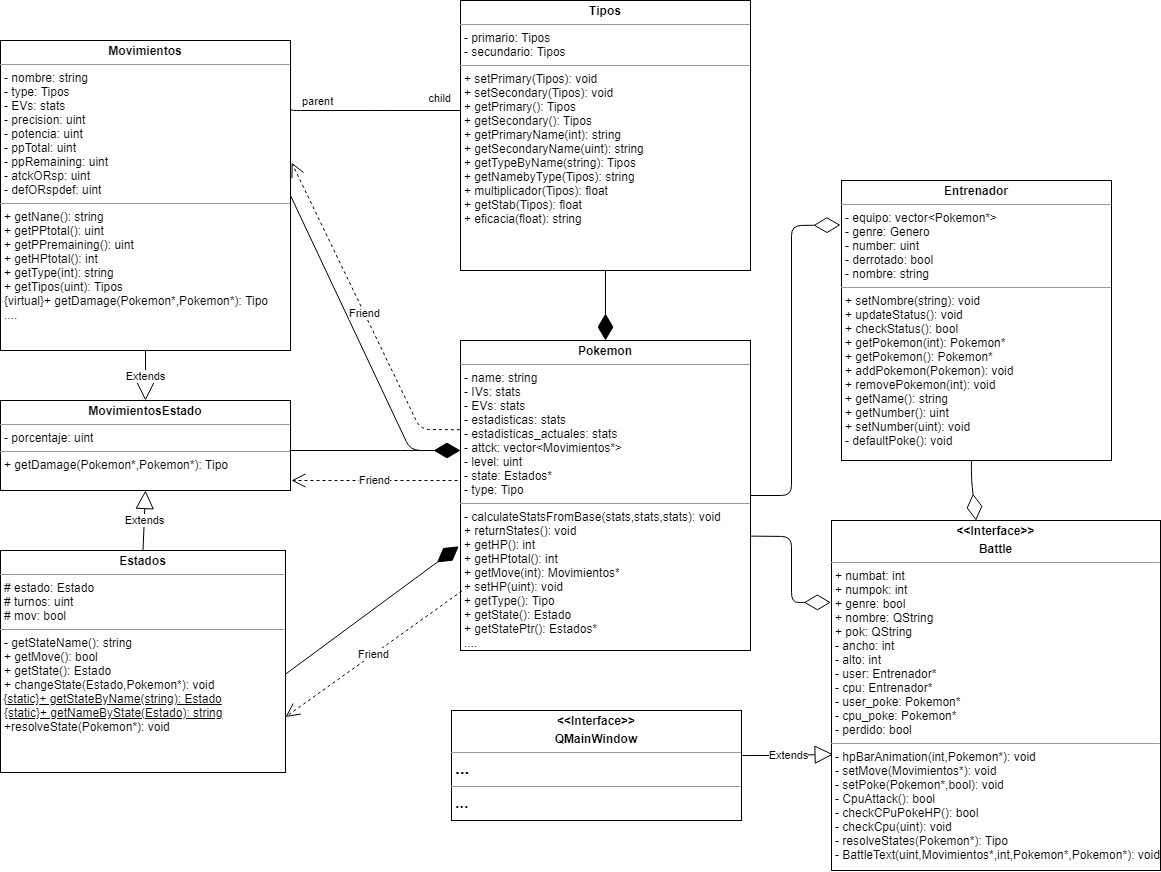 Tipos
- primario: Tipos
- secundario: Tipos
+ setPrimary(Tipos): void
+ setSecondary(Tipos): void
+ getPrimary(): Tipos
+ getSecondary(): Tipos
+ getPrimaryName(int): string
+ getSecondaryName(uint): string
+ getTypeByName(string): Tipos
+ getNamebyType(Tipos): string
+ multiplicador(Tipos): float
+ getStab(Tipos): float
+ eficacia(float): string
Movimientos
- nombre: string
- type: Tipos
- EVs: stats
- precision: uint
- potencia: uint
- ppTotal: uint
- ppRemaining: uint
- atckORsp: uint
- defORspdef: uint
+ getNane(): string
+ getPPtotal(): uint
+ getPPremaining(): uint
+ getHPtotal(): int
+ getType(int): string
+ getTipos(uint): Tipos
{virtual}+ getDamage(Pokemon*,Pokemon*): Tipo
....
parent
child
Friend
Extends
MovimientosEstado
- porcentaje: uint
+ getDamage(Pokemon*,Pokemon*): Tipo
Friend
Extends
Estados
# estado: Estado
# turnos: uint
# mov: bool
- getStateName(): string
+ getMove(): bool
+ getState(): Estado
+ changeState(Estado,Pokemon*): void
{static}+ getStateByName(string): Estado
{static}+ getNameByState(Estado): string
+resolveState(Pokemon*): void
Friend
Pokemon
- name: string
- IVs: stats
- EVs: stats
- estadisticas: stats
- estadisticas_actuales: stats
- attck: vector<Movimientos*>
- level: uint
- state: Estados*
- type: Tipo
- calculateStatsFromBase(stats,stats,stats): void
+ returnStates(): void
+ getHP(): int
+ getHPtotal(): int
+ getMove(int): Movimientos*
+ setHP(uint): void
+ getType(): Tipo
+ getState(): Estado
+ getStatePtr(): Estados*
....
Entrenador
- equipo: vector<Pokemon*>
- genre: Genero
- number: uint
- derrotado: bool
- nombre: string
+ setNombre(string): void
+ updateStatus(): void
+ checkStatus(): bool
+ getPokemon(int): Pokemon*
+ getPokemon(): Pokemon*
+ addPokemon(Pokemon): void
+ removePokemon(int): void
+ getName(): string
+ getNumber(): uint
+ setNumber(uint): void
- defaultPoke(): void
<<Interface>>
Battle
+ numbat: int
+ numpok: int
+ genre: bool
+ nombre: QString
+ pok: QString
- ancho: int
- alto: int
- user: Entrenador*
- cpu: Entrenador*
- user_poke: Pokemon*
- cpu_poke: Pokemon*
- perdido: bool
- hpBarAnimation(int,Pokemon*): void
- setMove(Movimientos*): void
- setPoke(Pokemon*,bool): void
- CpuAttack(): bool
- checkCPuPokeHP(): bool
- checkCpu(uint): void
- resolveStates(Pokemon*): Tipo
- BattleText(uint,Movimientos*,int,Pokemon*,Pokemon*): void
<<Interface>>
QMainWindow
...
...
Extends